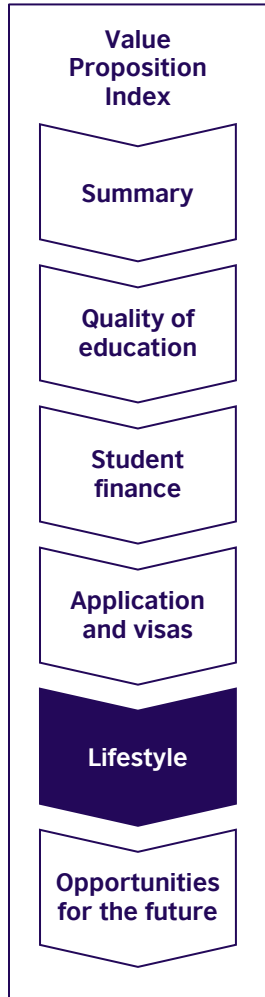 Value
Proposition
Index
Summary
Quality of
education
Student
finance
Application
and visas
Lifestyle
Opportunities
for the future